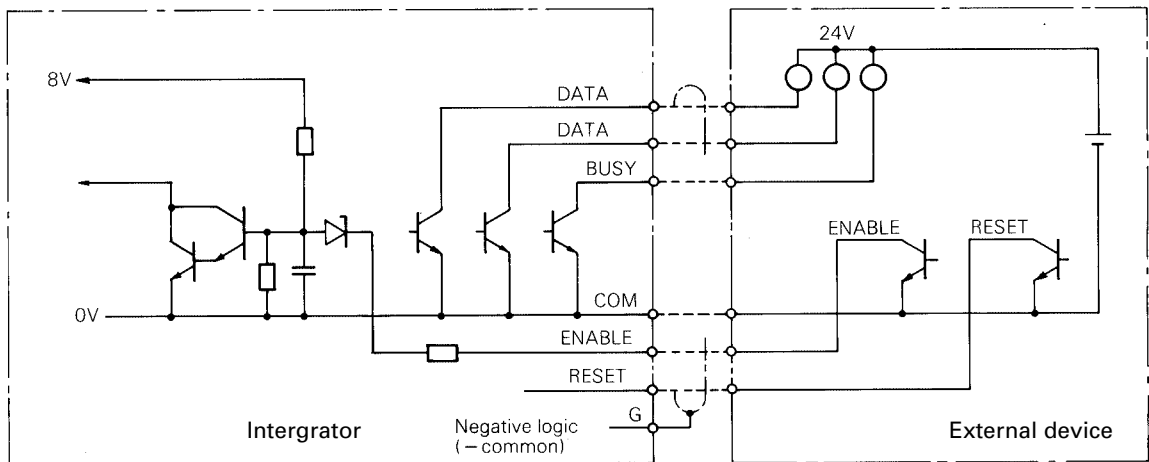 24V
8V
DATA
DATA
BUSY
ENABLE
RESET
0V
COM
ENABLE
RESET
G
Negative logic
(−common)
Intergrator
External device